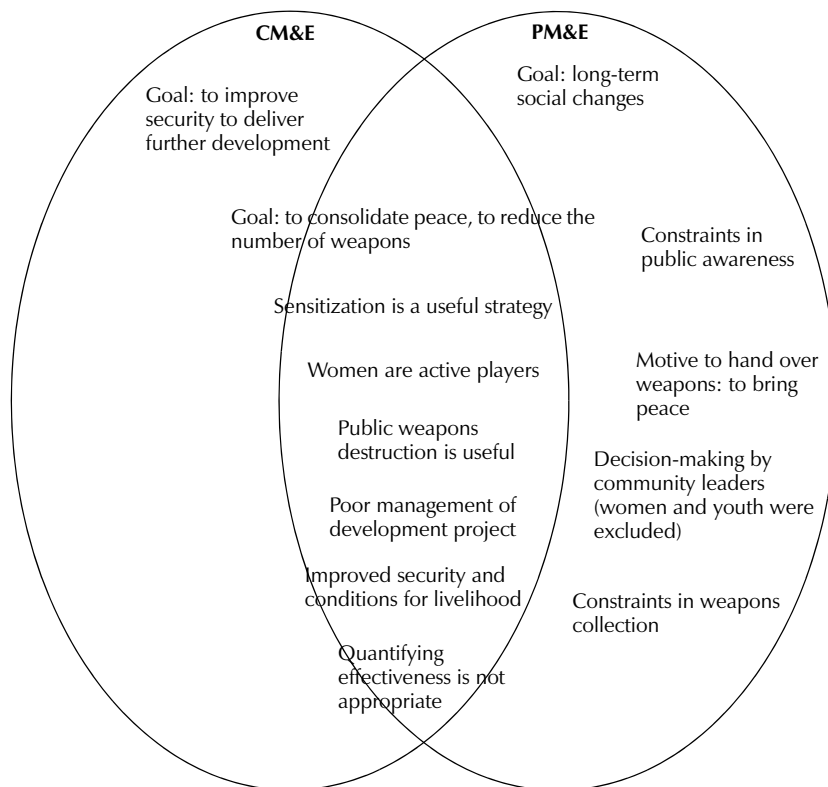 CM&E
PM&E
Goal: to improve
security to deliver
further development
Goal: long-term
social changes
Goal: to consolidate peace, to reduce the
number of weapons
Constraints in
public awareness
Sensitization is a useful strategy
Women are active players
Motive to hand over
weapons: to bring
peace
Public weapons
destruction is useful
Decision-making by
community leaders
(women and youth were
excluded)
Poor management of
development project
Improved security and
conditions for livelihood
Constraints in weapons
collection
Quantifying
effectiveness is not
appropriate